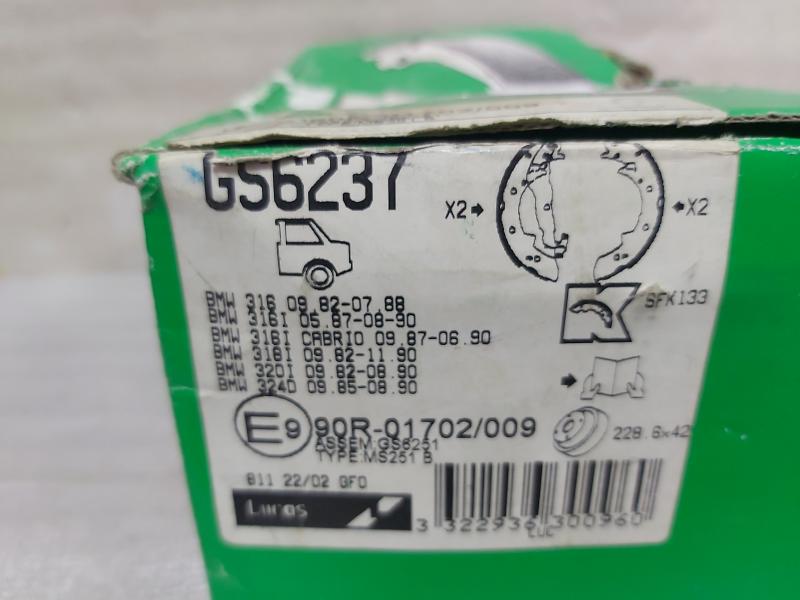 GS6237
X2
X2
BMW 316 09.82-07.88
BMW 316I 05.87-08-90
BMW 316I CABRIO 09.87-06.90
BMW 318I 09.82-11.90
BMW 320I 09.82-08.90
BMW 324D 09.85-08.90
SFK133
E9 90R-01702/009
ASSEM:GS6251
TYPE:MS251 B
228.6x42
811 22/02 GFO
Lucas
3 322936 300960
LUC